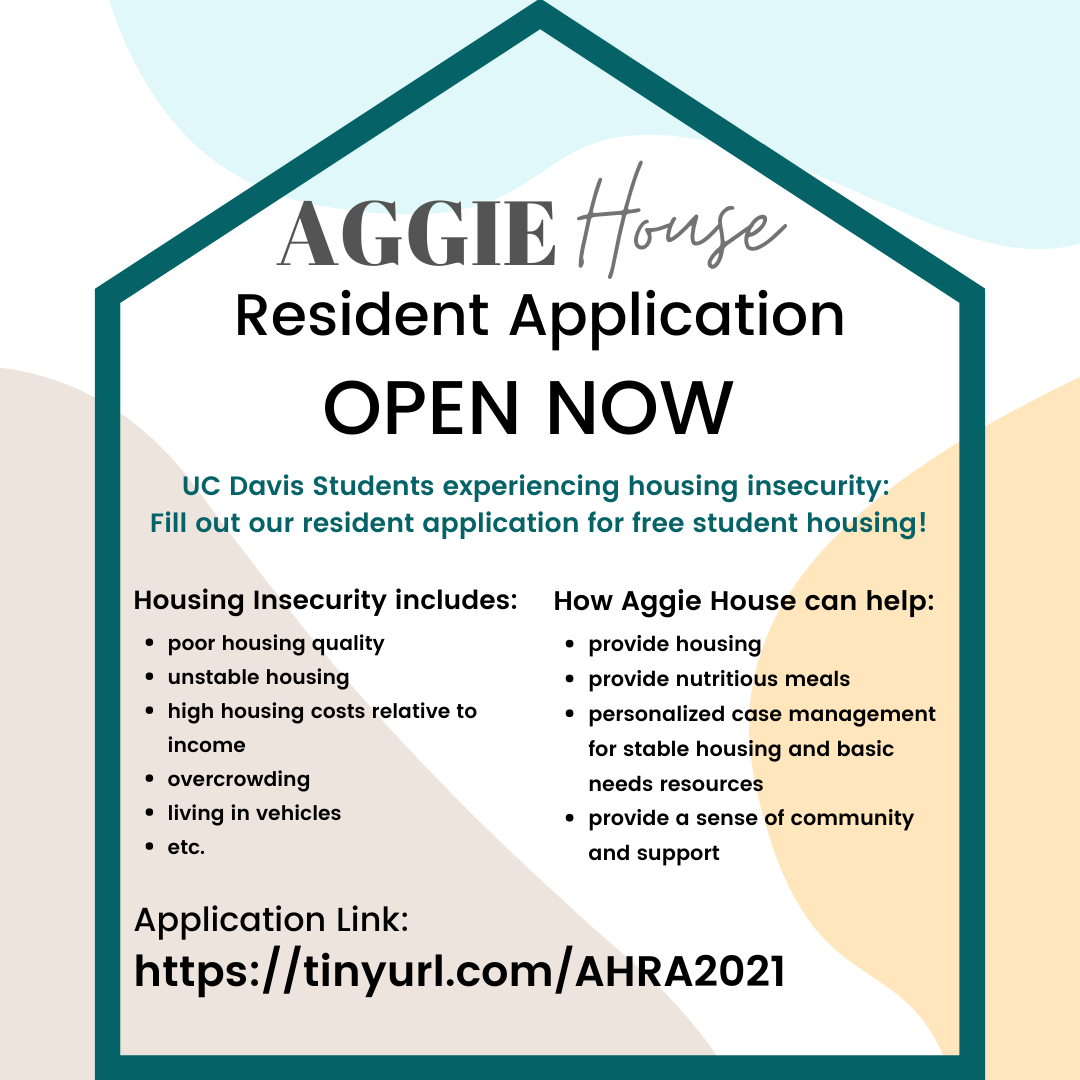 AGGIE House
Resident Application
OPEN NOW
UC Davis Students experiencing housing insecurity:
Fill out our resident application for free student housing!
Housing Insecurity includes:
• poor housing quality
• unstable housing
• high housing costs relative to
income
• overcrowding
• living in vehicles
• etc.
How Aggie House can help:
• provide housing
• provide nutritious meals
• personalized case management
for stable housing and basic
needs resources
• provide a sense of community
and support
Application Link:
https://tinyurl.com/AHRA2021